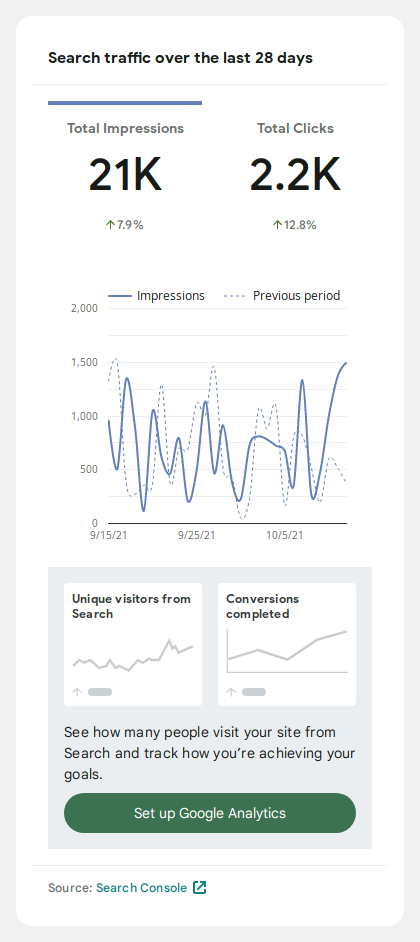 Search traffic over the last 28 days
Total Impressions
21K
↑7.9%
Total Clicks
2.2K
↑12.8%
Impressions
Previous period
2,000
1,500
1,000
500
0
9/15/21
9/25/21
10/5/21
Unique visitors from
Search
Conversions
completed
See how many people visit your site from
Search and track how you’re achieving your
goals.
Set up Google Analytics
Source: Search Console